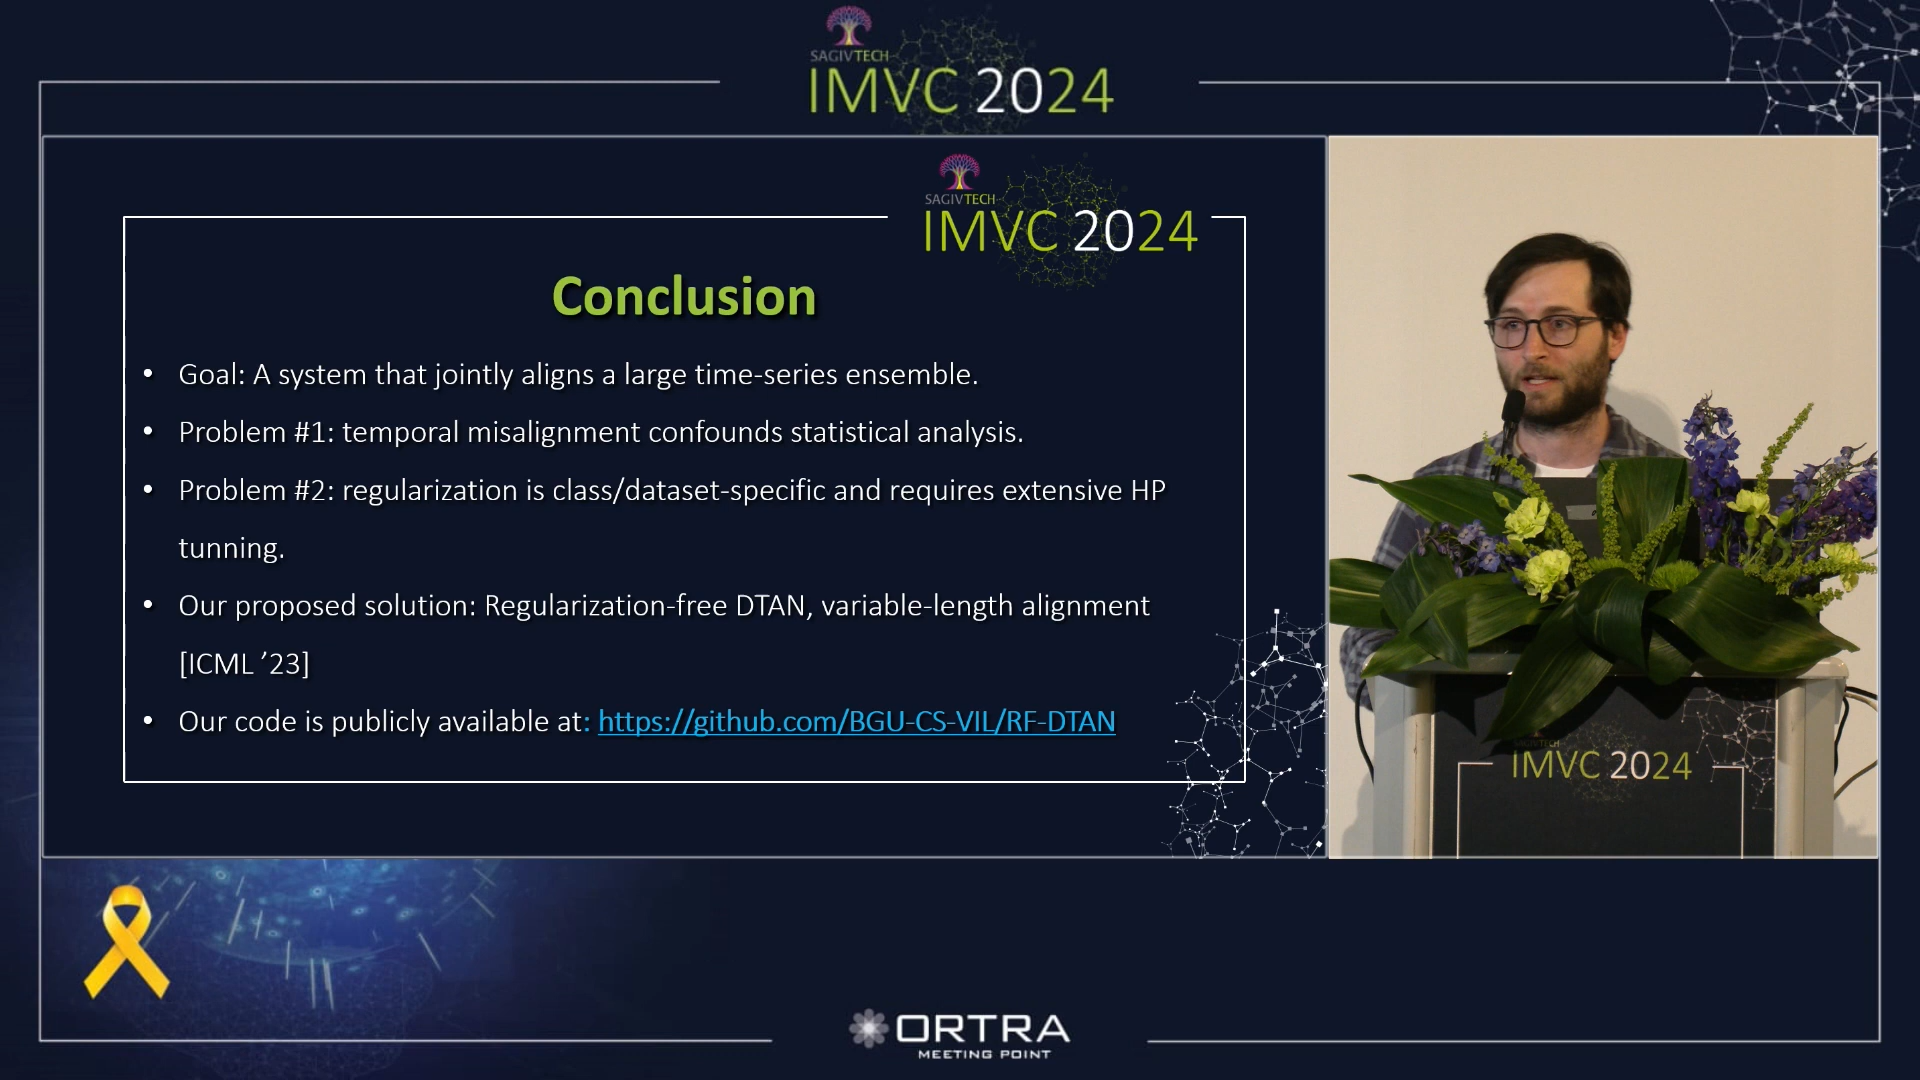 SAGIVTECH
IMVC 2024
SAGIVTECH
IMVC 2024
Conclusion
• Goal: A system that jointly aligns a large time-series ensemble.
• Problem #1: temporal misalignment confounds statistical analysis.
• Problem #2: regularization is class/dataset-specific and requires extensive HP
tunning.
• Our proposed solution: Regularization-free DTAN, variable-length alignment
[ICML ’23]
• Our code is publicly available at: https://github.com/BGU-CS-VIL/RF-DTAN
IMVC 2024
ORTRA
MEETING POINT